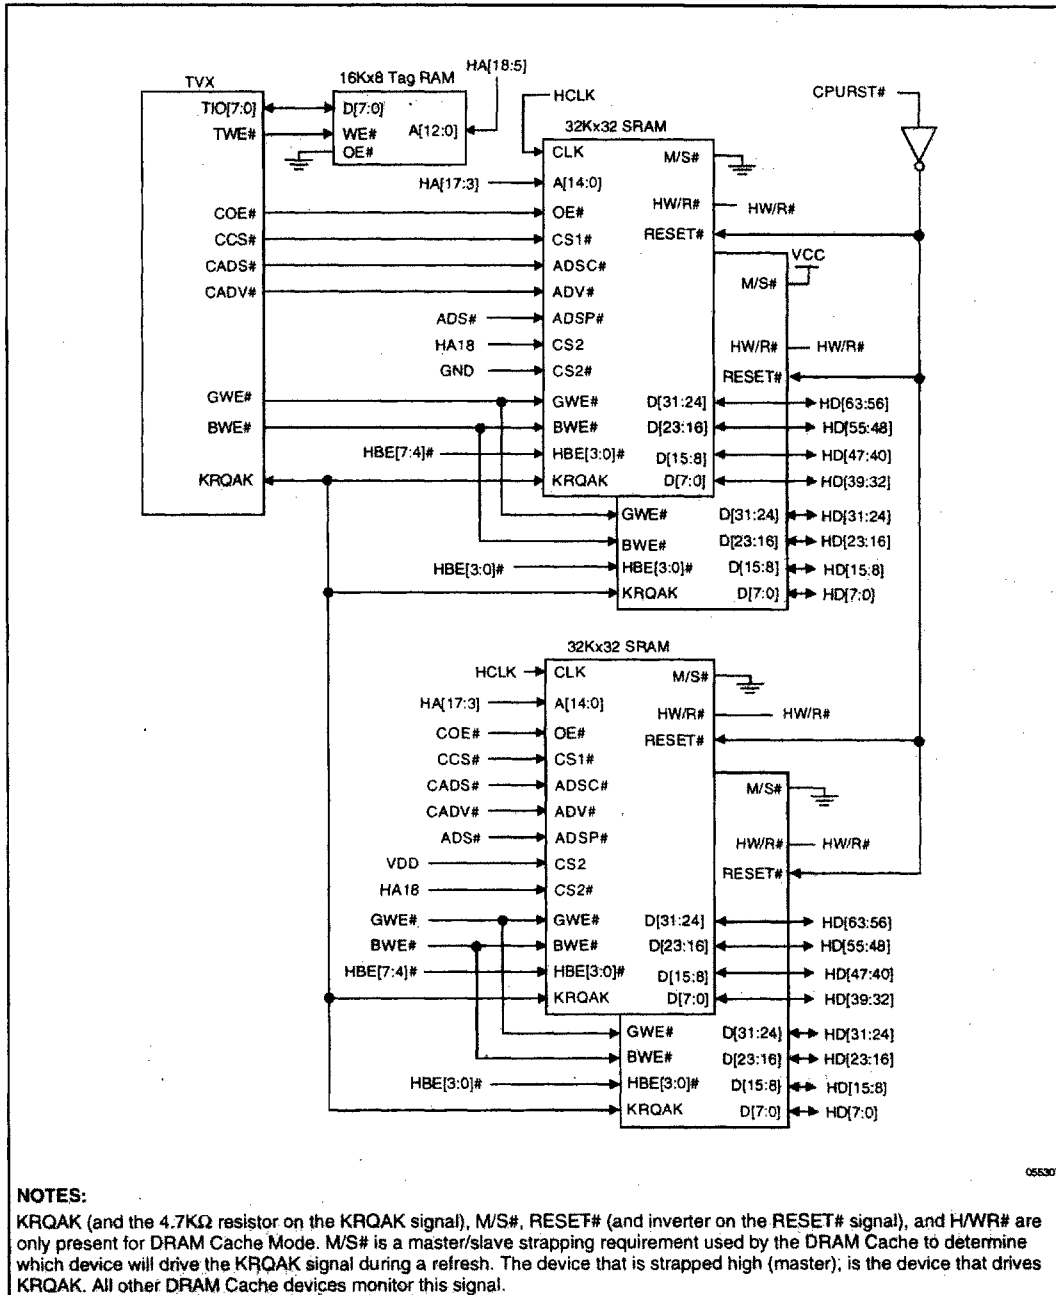 HA[18:5]
TVX
16Kx8 Tag RAM
TIO[7:0]
D[7:0]
HCLK
CPURST#
TWE#
WE#
A[12:0]
OE#
32Kx32 SRAM
CLK
M/S#
HA[17:3]
A[14:0]
HW/R#
HW/R#
COE#
OE#
RESET#
CCS#
CS1#
CADS#
ADSC#
VCC
M/S#
CADV#
ADV#
ADS#
ADSP#
HA18
CS2
HW/R#
HW/R#
GND
CS2#
RESET#
GWE#
GWE#
D[31:24]
HD[63:56]
BWE#
BWE#
D[23:16]
HD[55:48]
HBE[7:4]#
HBE[3:0]#
D[15:8]
HD[47:40]
KRQAK
KRQAK
D[7:0]
HD[39:32]
GWE#
D[31:24]
HD[31:24]
BWE#
D[23:16]
HD[23:16]
HBE[3:0]#
HBE[3:0]#
D[15:8]
HD[15:8]
KRQAK
D[7:0]
HD[7:0]
32Kx32 SRAM
HCLK
CLK
M/S#
HA[17:3]
A[14:0]
HW/R#
HW/R#
COE#
OE#
RESET#
CCS#
CS1#
CADS#
ADSC#
M/S#
CADV#
ADV#
ADS#
ADSP#
HW/R#
HW/R#
VDD
CS2
RESET#
HA18
CS2#
GWE#
GWE#
D[31:24]
HD[63:56]
BWE#
BWE#
D[23:16]
HD[55:48]
HBE[7:4]#
HBE[3:0]#
D[15:8]
HD[47:40]
KRQAK
D[7:0]
HD[39:32]
GWE#
D[31:24]
HD[31:24]
BWE#
D[23:16]
HD[23:16]
HBE[3:0]#
HBE[3:0]#
D[15:8]
HD[15:8]
KRQAK
D[7:0]
HD[7:0]
055307
NOTES:
KRQAK (and the 4.7KΩ resistor on the KRQAK signal), M/S#, RESET# (and inverter on the RESET# signal), and H/WR# are
only present for DRAM Cache Mode. M/S# is a master/slave strapping requirement used by the DRAM Cache to determine
which device will drive the KRQAK signal during a refresh. The device that is strapped high (master); is the device that drives
KRQAK. All other DRAM Cache devices monitor this signal.